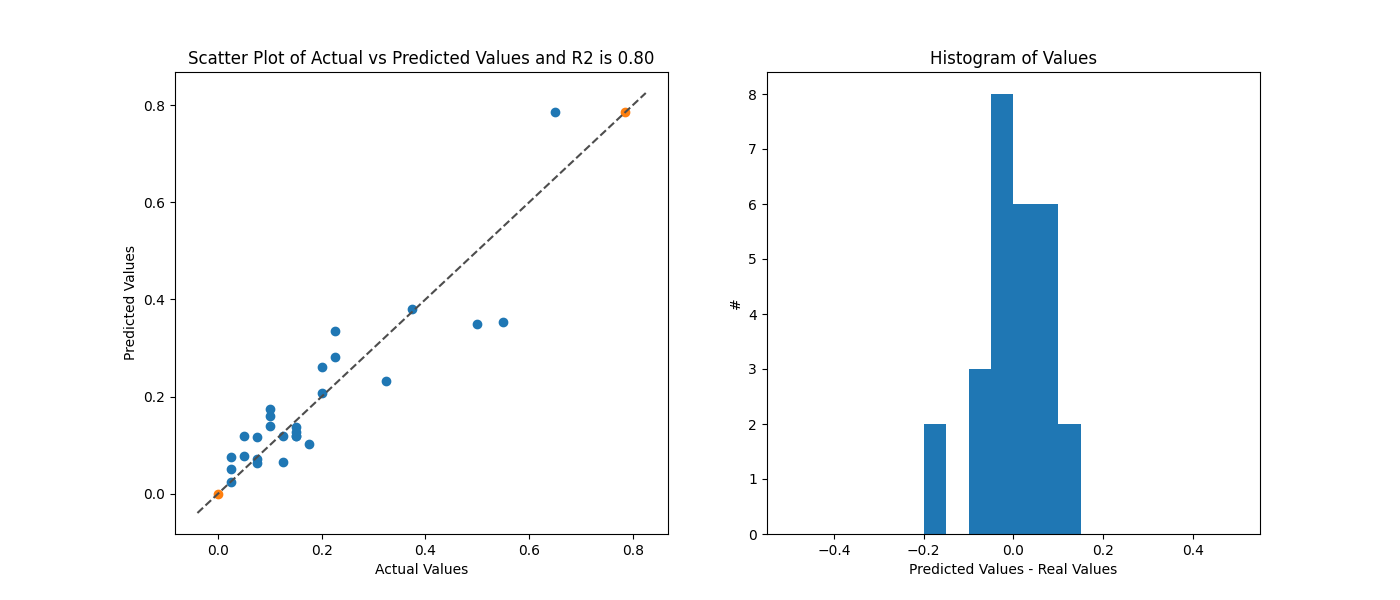 Scatter Plot of Actual vs Predicted Values and R2 is 0.80
0.8
0.6
0.4
0.2
0.0
Predicted Values
0.0 0.2 0.4 0.6 0.8
Actual Values
Histogram of Values
8
7
6
5
4
3
2
1
0
#
−0.4 −0.2 0.0 0.2 0.4
Predicted Values - Real Values